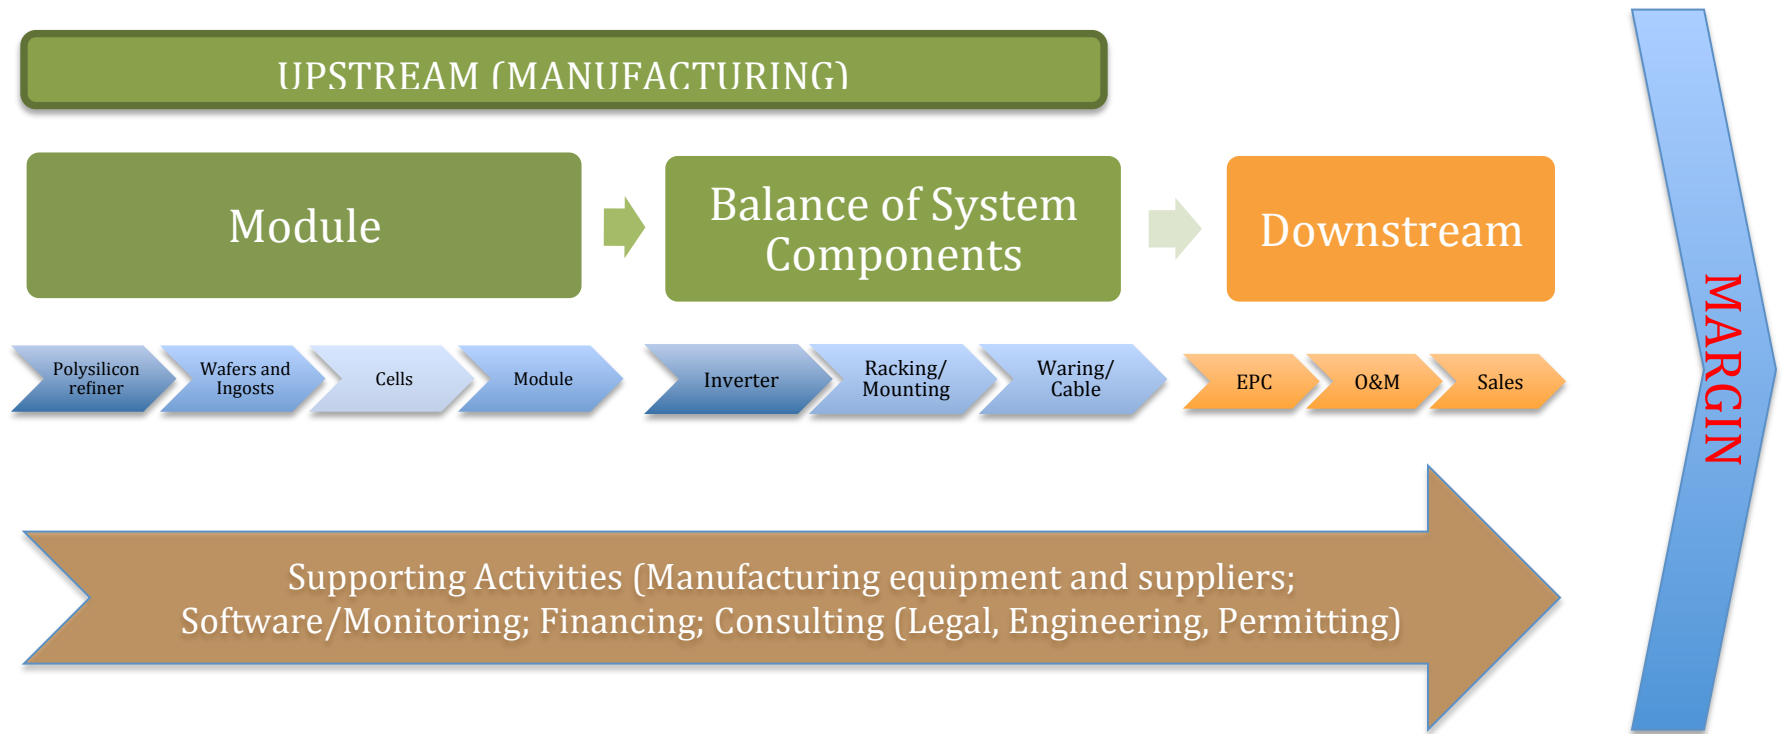 UPSTREAM (MANUFACTURING)
Module
Balance of System
Components
Downstream
Polysilicon
refiner
Wafers and
Ingosts
Cells
Module
Inverter
Racking/
Mounting
Waring/
Cable
EPC
O&M
Sales
Supporting Activities (Manufacturing equipment and suppliers;
Software/Monitoring; Financing; Consulting (Legal, Engineering, Permitting)
MARGIN